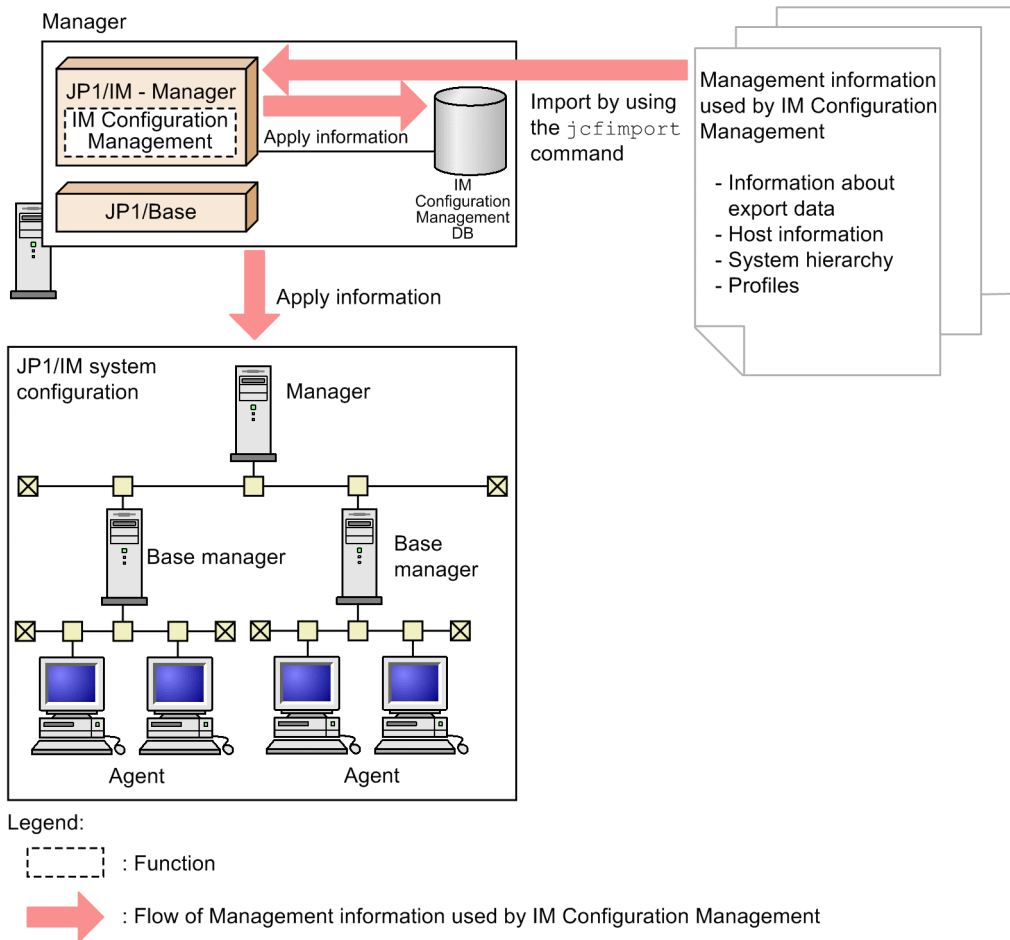 Manager
JP1/IM - Manager
IM Configuration
Management
Apply information
IM
Configuration
Management
DB
JP1/Base
Import by using
the jcfimport
command
Management information
used by IM Configuration
Management
- Information about
export data
- Host information
- System hierarchy
- Profiles
Apply information
JP1/IM system
configuration
Manager
Base manager
Base
manager
Agent
Agent
Legend:
: Function
: Flow of Management information used by IM Configuration Management